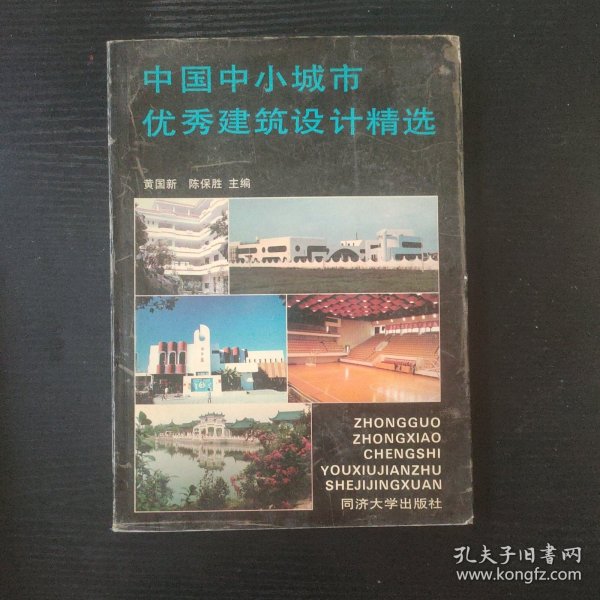 中国中小城市
优秀建筑设计精选
黄国新 陈保胜 主编
ZHONGGUO
ZHONGXIAO
CHENGSHI
YOUXIUJIANZHU
SHEJIJINGXUAN
同济大学出版社
孔夫子旧书网
www.kongfz.com